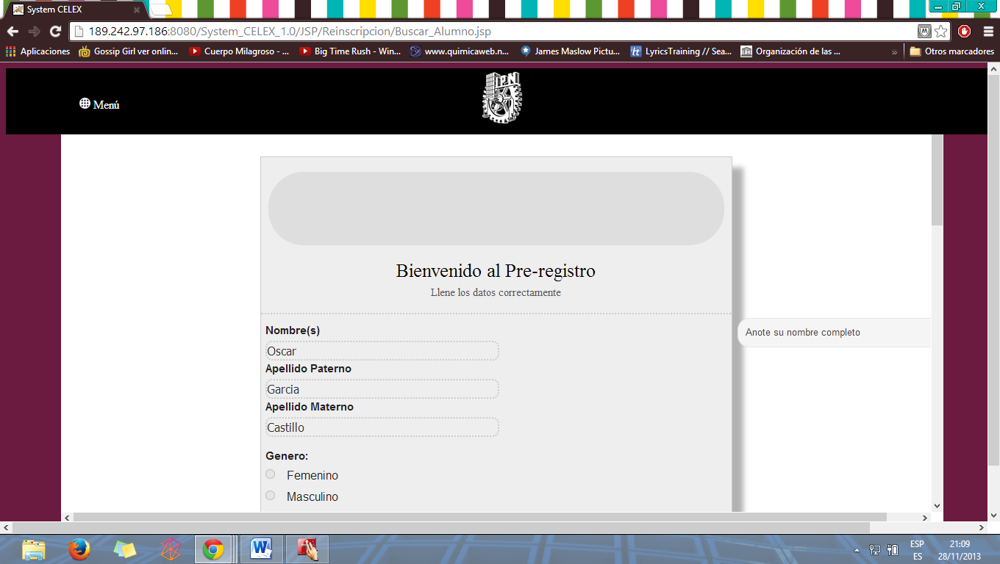 System CELEX
189.242.97.186:8080/System_CELEX_1.0/JSP/Reinscripcion/Buscar_Alumno.jsp
Aplicaciones Gossip Girl ver onlin... Cuerpo Milagroso - ... Big Time Rush - Win... www.quimicaweb.n... James Maslow Pictu... LyricsTraining // Sea... Organización de las ... » Otros marcadores
IPN
Menú
Bienvenido al Pre-registro
Llene los datos correctamente
Nombre(s)
Anote su nombre completo
Oscar
Apellido Paterno
Garcia
Apellido Materno
Castillo
Genero:
Femenino
Masculino
ESP 21:09
ES 28/11/2013